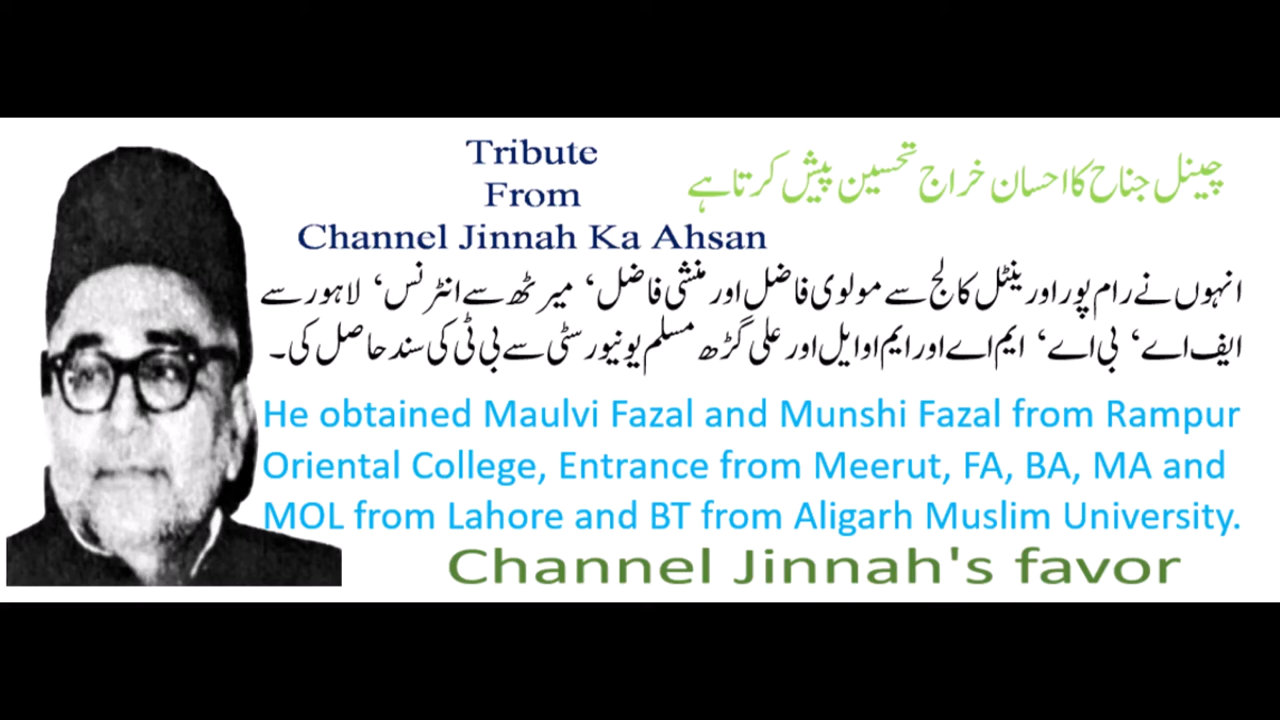 Tribute
From
Channel Jinnah Ka Ahsan
چینل جناح کا احسان خراج تحسین پیش کرتا ہے
انہوں نے رام پور اورینٹل کالج سے مولوی فاضل اور منشی فاضل‘ میرٹھ سے انٹرنس‘ لاہور سے
ایف اے‘ بی اے‘ ایم اے اور ایم او ایل اور علی گڑھ مسلم یونیورسٹی سے بی ٹی کی سند حاصل کی۔
He obtained Maulvi Fazal and Munshi Fazal from Rampur
Oriental College, Entrance from Meerut, FA, BA, MA and
MOL from Lahore and BT from Aligarh Muslim University.
Channel Jinnah's favor